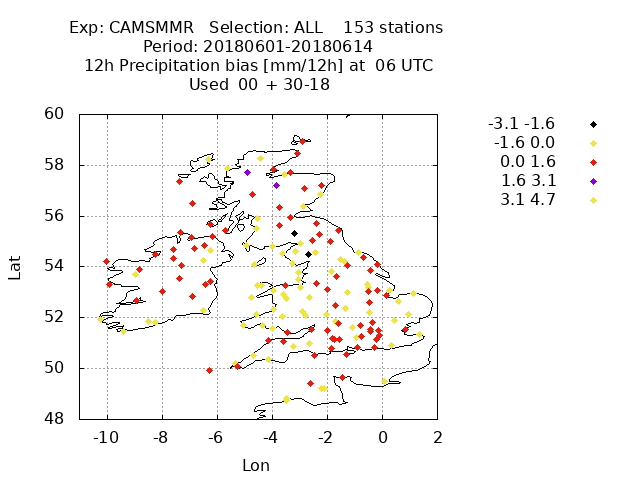 Exp: CAMSMMR   Selection: ALL    153 stations
Period: 20180601-20180614
12h Precipitation bias [mm/12h] at  06 UTC
Used  00 + 30-18
60
58
56
54
52
50
48
-10 -8 -6 -4 -2 0 2
Lat
Lon
-3.1 -1.6
-1.6 0.0
0.0 1.6
1.6 3.1
3.1 4.7